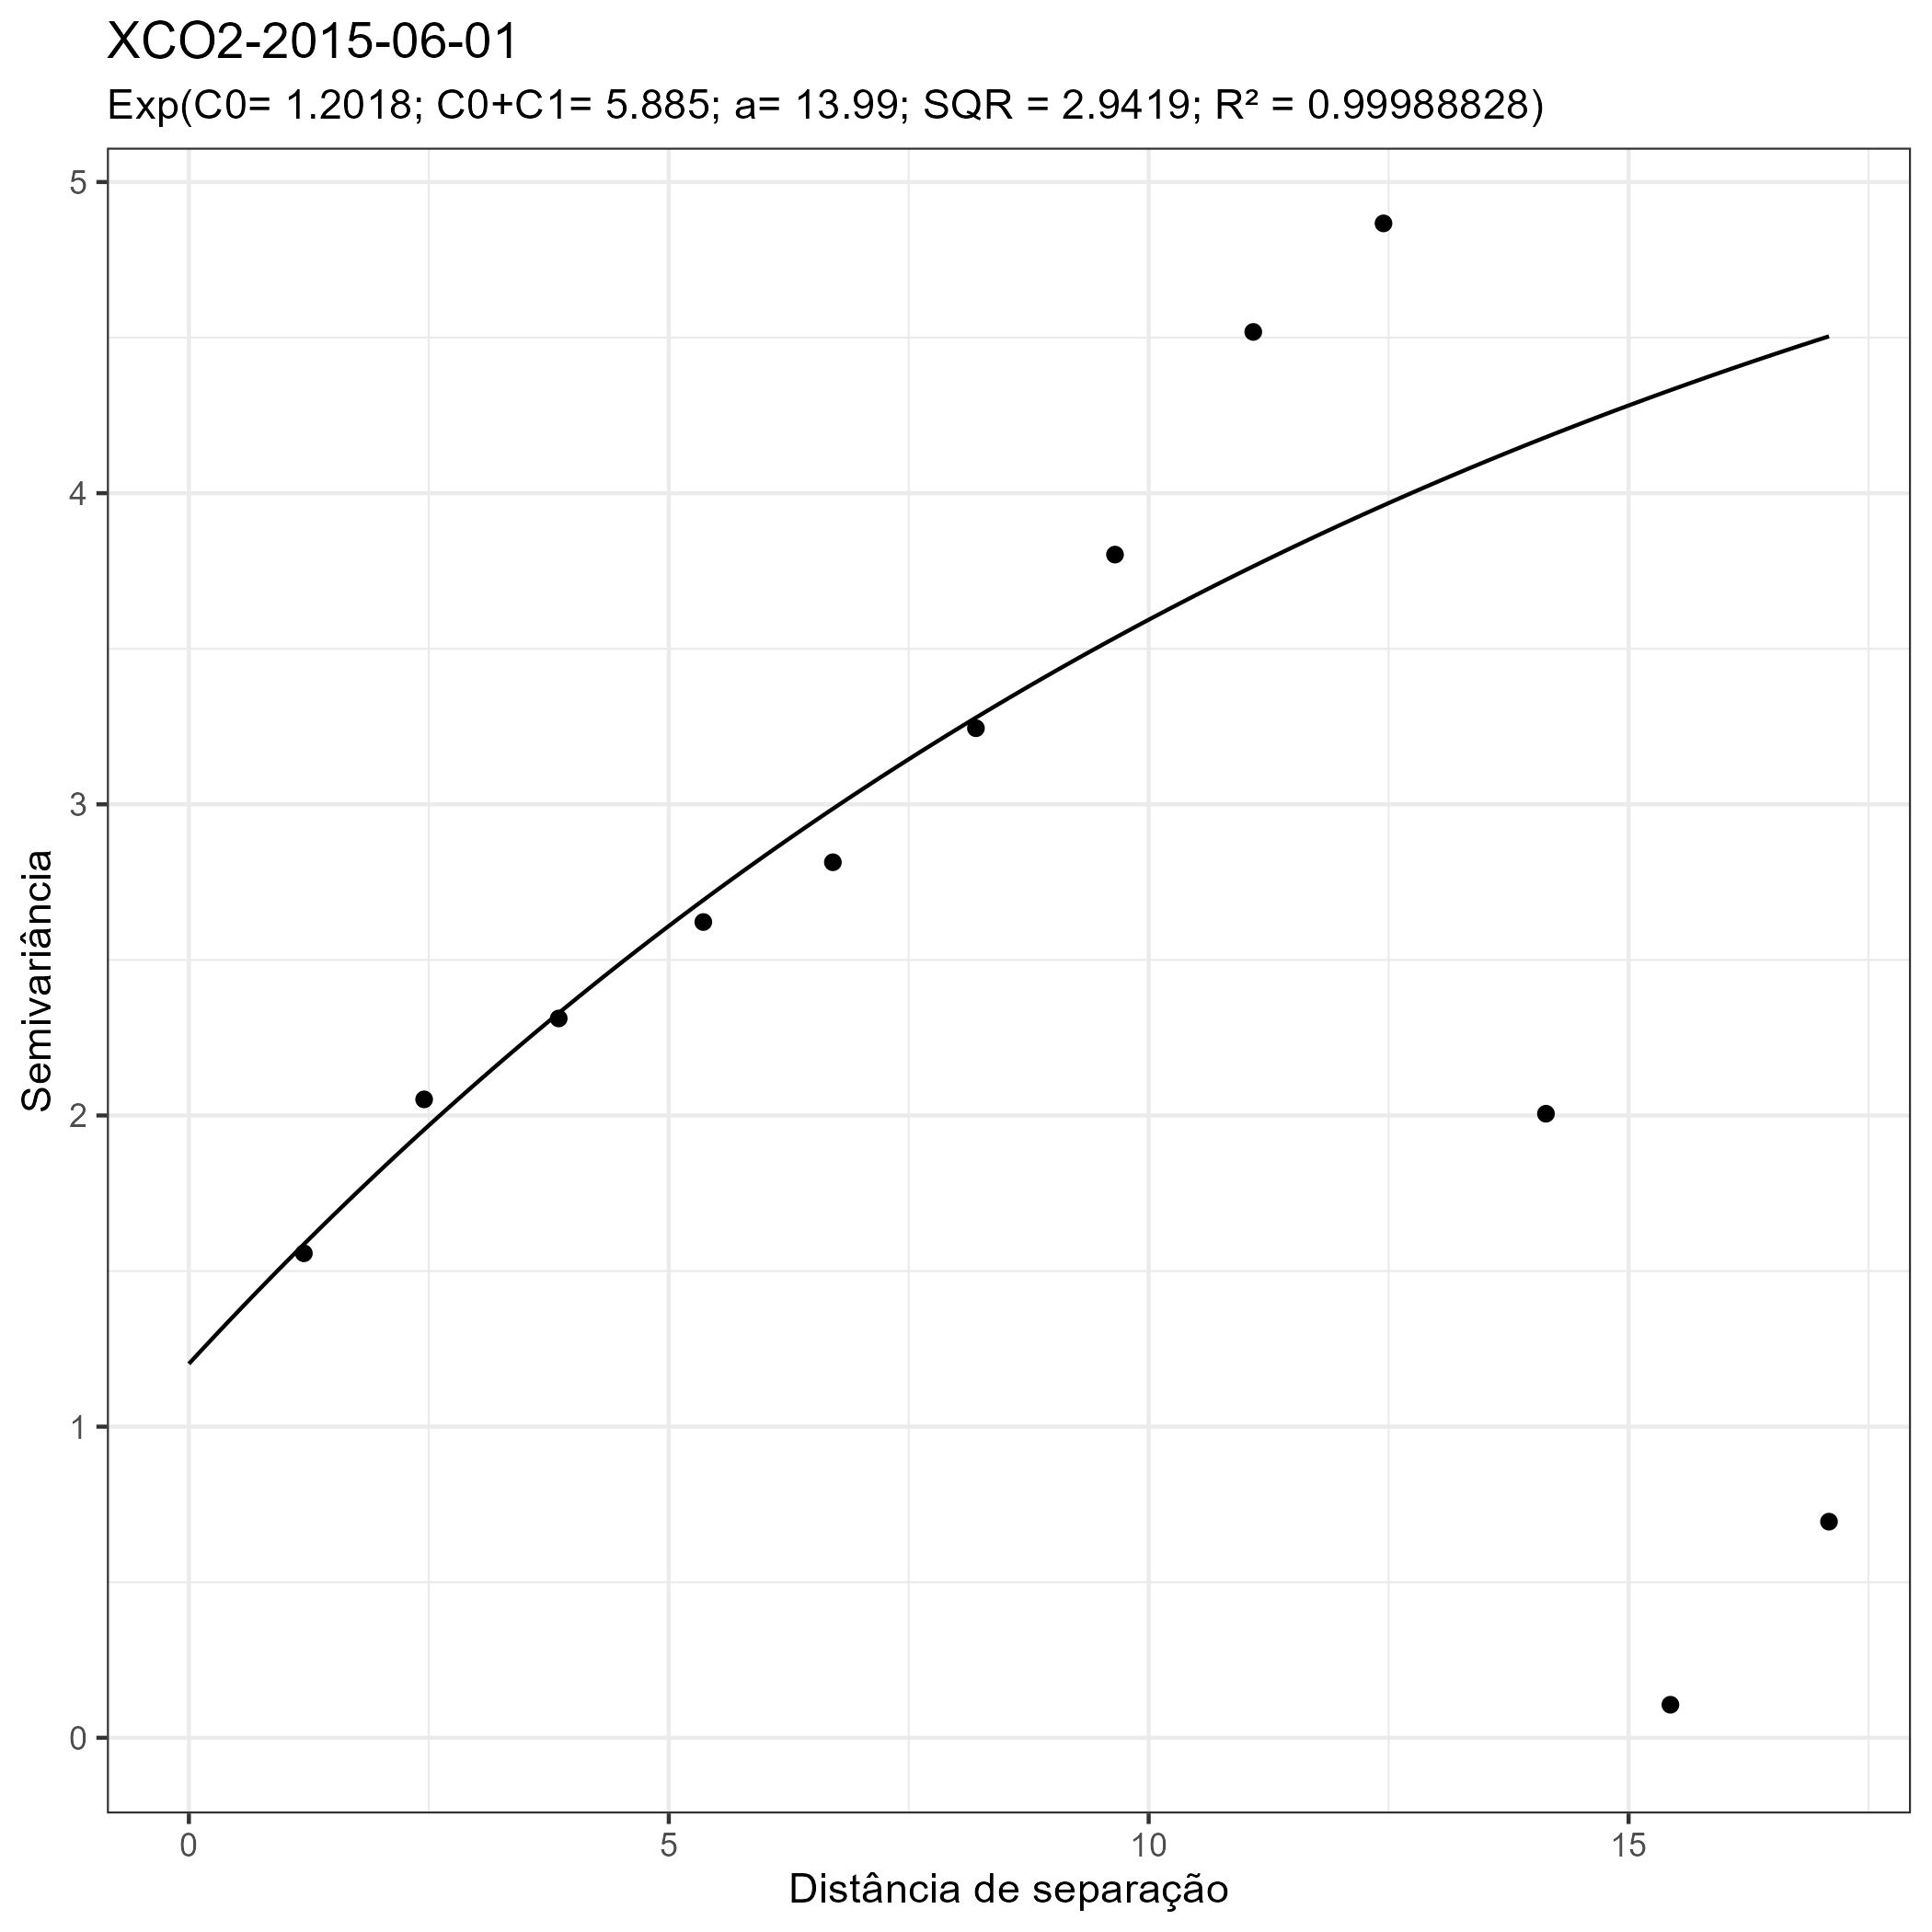 XCO2-2015-06-01
Exp(C0= 1.2018; C0+C1= 5.885; a= 13.99; SQR = 2.9419; R² = 0.99988828)
5
4
3
2
1
0
Semivariância
0 5 10 15
Distância de separação